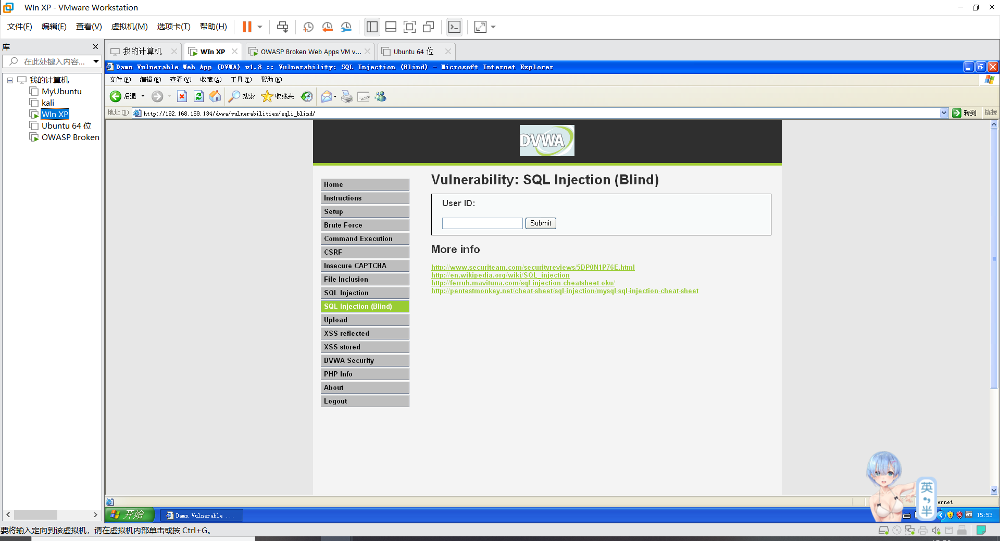 WIn XP - VMware Workstation
文件(F) 编辑(E) 查看(V) 虚拟机(M) 选项卡(T) 帮助(H)
库
在此处键入内容...
我的计算机
MyUbuntu
kali
WIn XP
Ubuntu 64 位
OWASP Broken
我的计算机 WIn XP OWASP Broken Web Apps VM v... Ubuntu 64 位
Damn Vulnerable Web App (DVWA) v1.8 :: Vulnerability: SQL Injection (Blind) - Microsoft Internet Explorer
文件(F) 编辑(E) 查看(V) 收藏(A) 工具(T) 帮助(H)
后退 搜索 收藏夹
地址(D) http://192.168.159.134/dvwa/vulnerabilities/sqli_blind/ 转到 链接
DVWA
Home
Instructions
Setup
Brute Force
Command Execution
CSRF
Insecure CAPTCHA
File Inclusion
SQL Injection
SQL Injection (Blind)
Upload
XSS reflected
XSS stored
DVWA Security
PHP Info
About
Logout
Vulnerability: SQL Injection (Blind)
User ID:
Submit
More info
http://www.securiteam.com/securityreviews/5DP0N1P76E.html
http://en.wikipedia.org/wiki/SQL_injection
http://ferruh.mavituna.com/sql-injection-cheatsheet-oku/
http://pentestmonkey.net/cheat-sheet/sql-injection/mysql-sql-injection-cheat-sheet
英
半
ernet
开始 Damn Vulnerable ... 15:53
要将输入定向到该虚拟机，请在虚拟机内部单击或按 Ctrl+G。